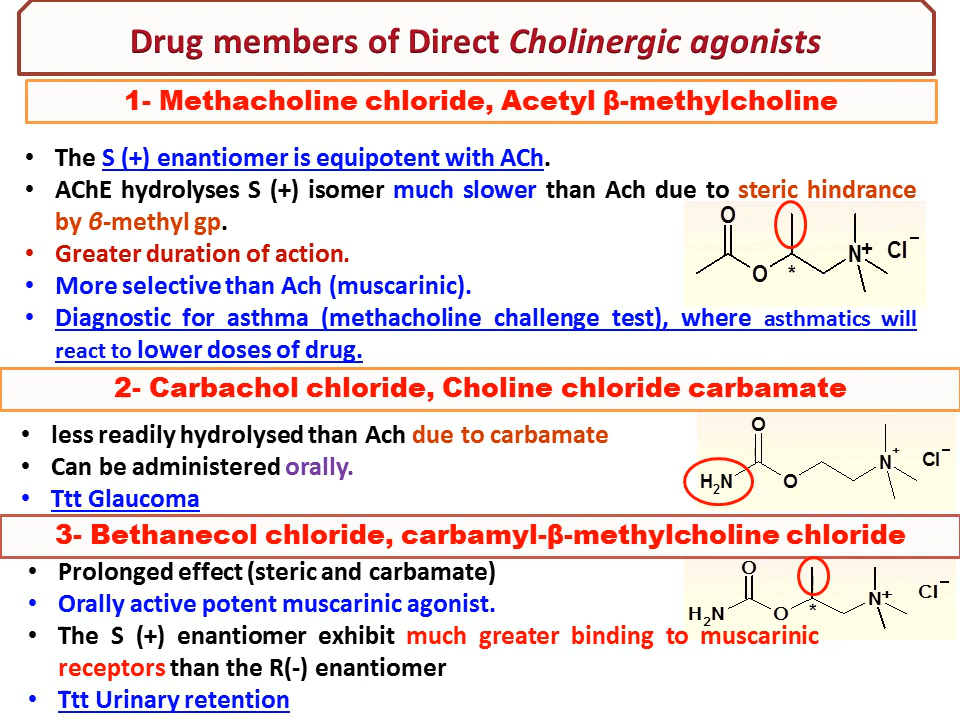 Drug members of Direct Cholinergic agonists
1- Methacholine chloride, Acetyl β-methylcholine
• The S (+) enantiomer is equipotent with ACh.
• AChE hydrolyses S (+) isomer much slower than Ach due to steric hindrance
by β-methyl gp.
• Greater duration of action.
• More selective than Ach (muscarinic).
• Diagnostic for asthma (methacholine challenge test), where asthmatics will
react to lower doses of drug.
O
O
*
N+
Cl−
2- Carbachol chloride, Choline chloride carbamate
• less readily hydrolysed than Ach due to carbamate
• Can be administered orally.
• Ttt Glaucoma
O
H2N
O
N+
Cl−
3- Bethanecol chloride, carbamyl-β-methylcholine chloride
• Prolonged effect (steric and carbamate)
• Orally active potent muscarinic agonist.
• The S (+) enantiomer exhibit much greater binding to muscarinic
receptors than the R(-) enantiomer
• Ttt Urinary retention
O
H2N
O
*
N+
Cl−